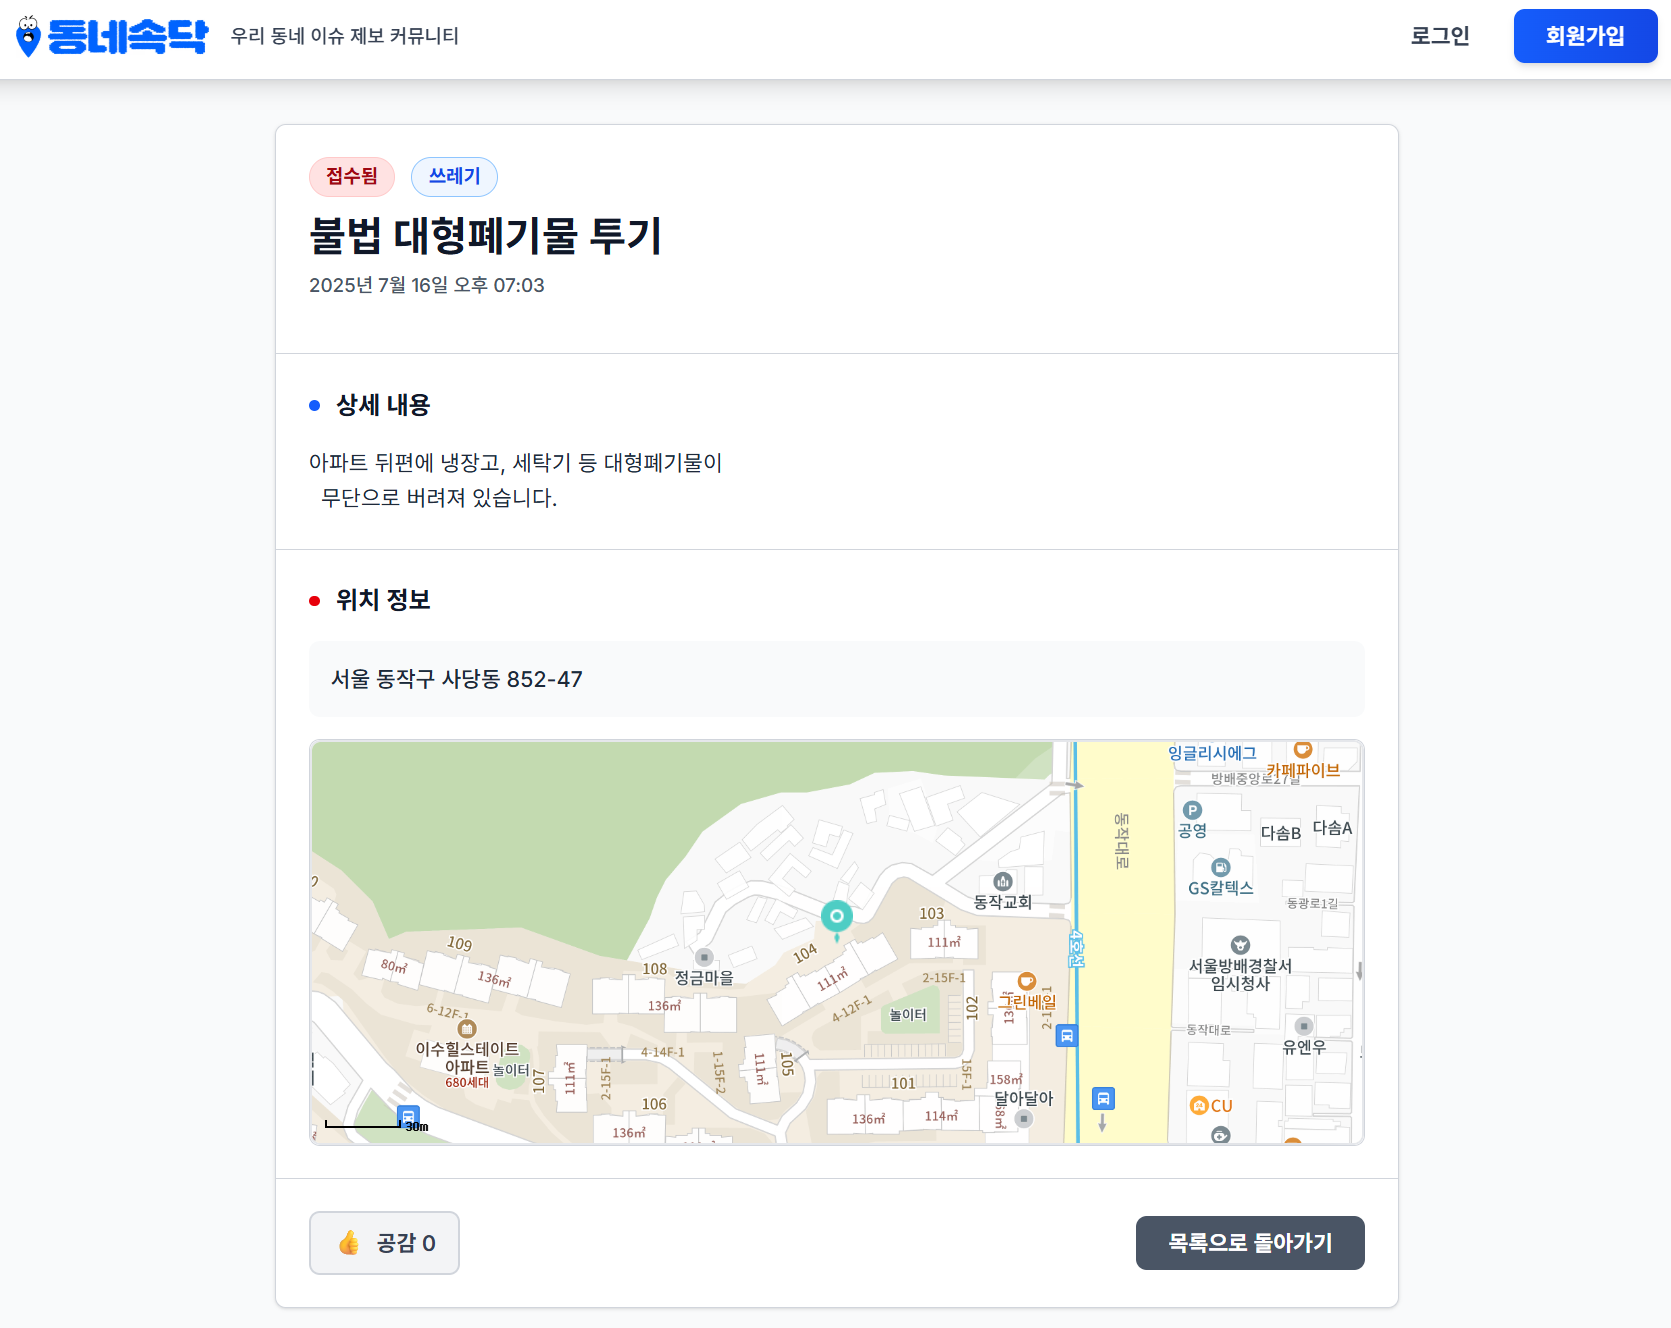 동네속닥
우리 동네 이슈 제보 커뮤니티
로그인
회원가입
접수됨
쓰레기
불법 대형폐기물 투기
2025년 7월 16일 오후 07:03
상세 내용
아파트 뒤편에 냉장고, 세탁기 등 대형폐기물이
무단으로 버려져 있습니다.
위치 정보
서울 동작구 사당동 852-47
잉글리시에그
카페파이브
방배중앙로27길
동작대로
P
공영
다솜B
다솜A
GS칼텍스
동작교회
동광로1길
103
111㎡
4호선
109
80㎡
136㎡
104
111㎡
108
정금마을
136㎡
서울방배경찰서
임시청사
2-15F-1
그린베일
102
6-12F-1
4-12F-1
놀이터
동작대로
유엔우
이수힐스테이트
아파트
680세대
놀이터
107
111㎡
2-15F-1
4-14F-1
1-15F-2
111㎡
105
101
15F-1
158㎡
달아달아
106
136㎡
136㎡
114㎡
CU
30m
공감 0
목록으로 돌아가기